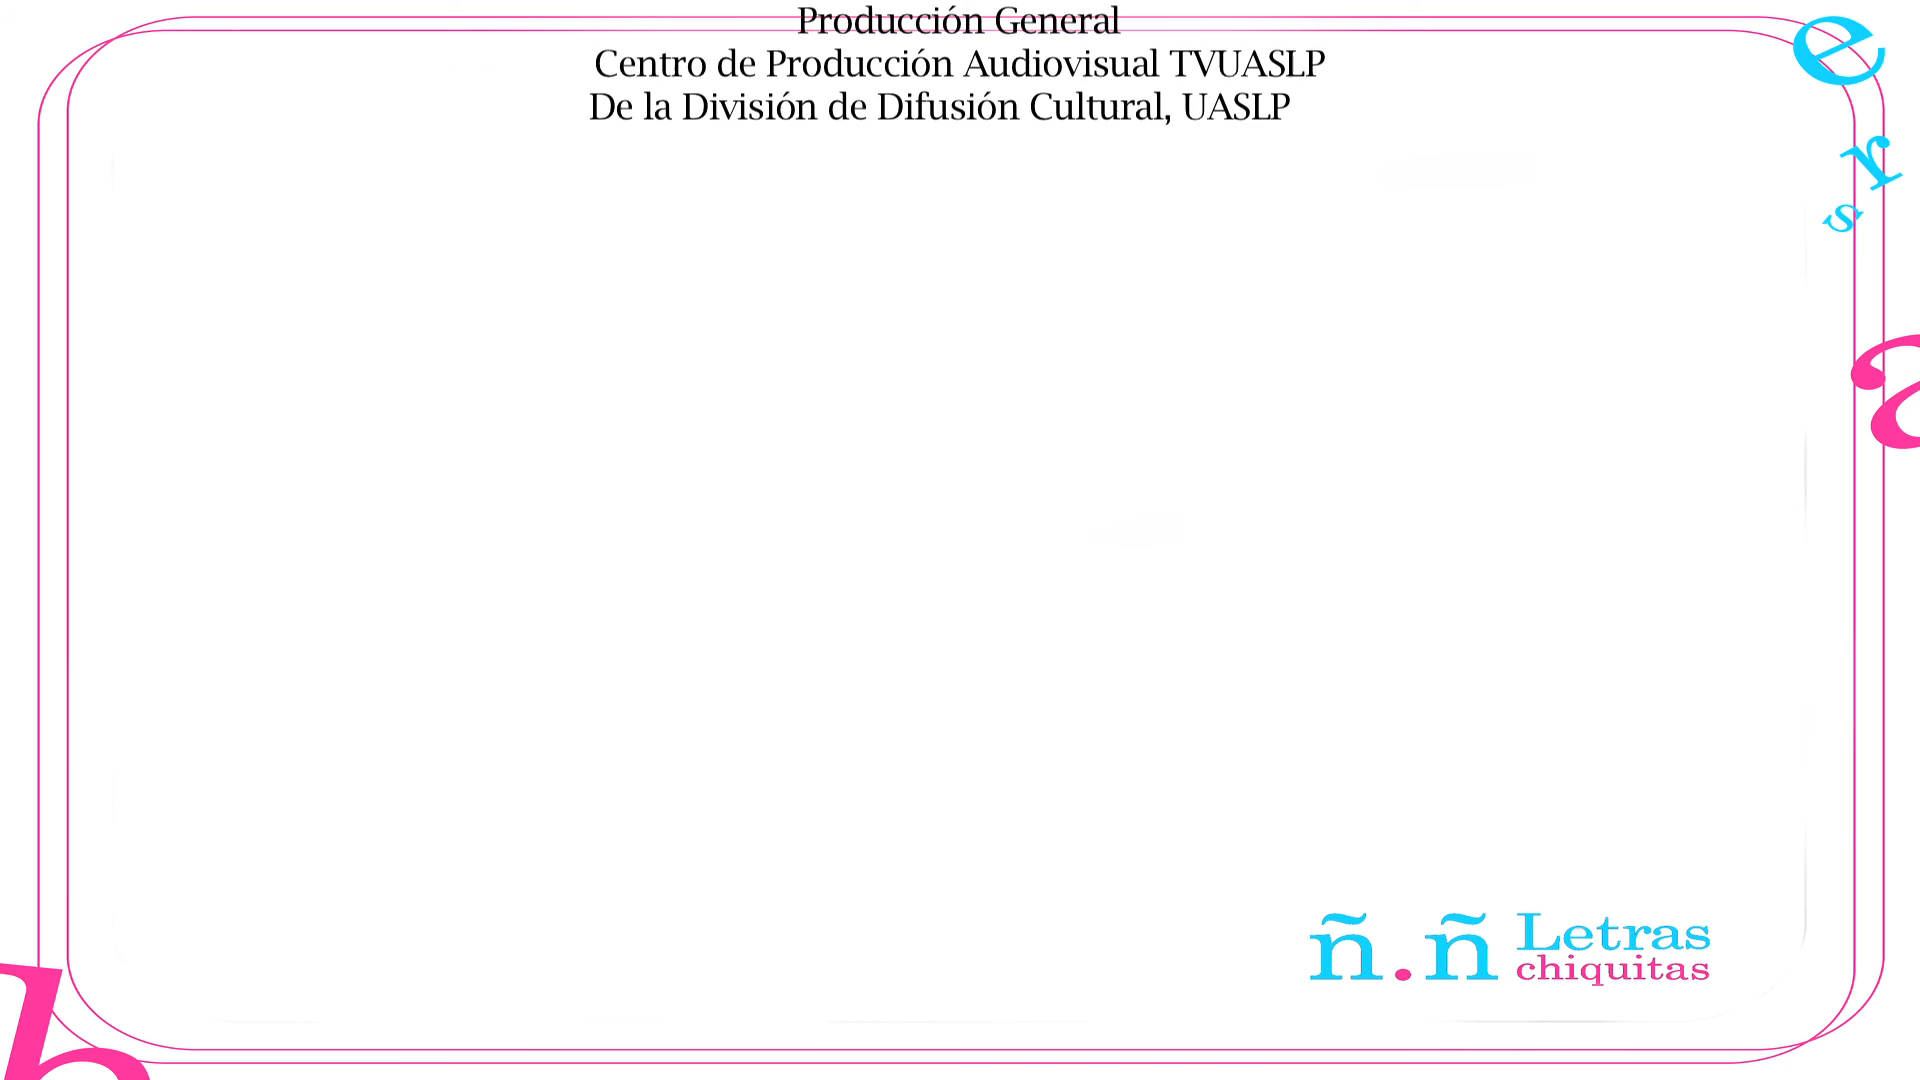 Producción General
Centro de Producción Audiovisual TVUASLP
De la División de Difusión Cultural, UASLP
e
r
s
a
b
ñ.ñ Letras
chiquitas